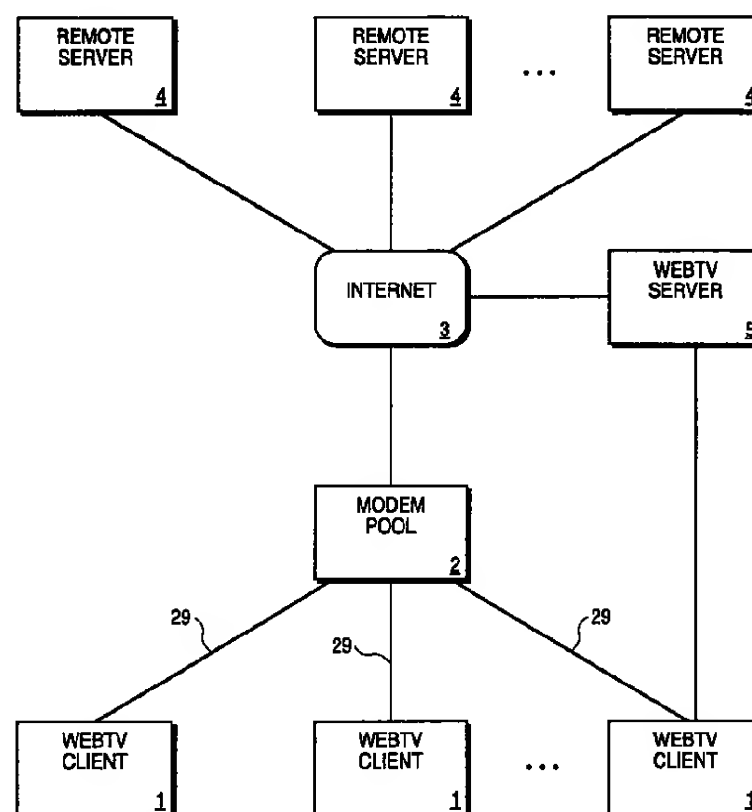 REMOTE
SERVER
4
REMOTE
SERVER
4
...
REMOTE
SERVER
4
INTERNET
3
WEBTV
SERVER
5
MODEM
POOL
2
29
29
29
WEBTV
CLIENT
1
WEBTV
CLIENT
1
...
WEBTV
CLIENT
1